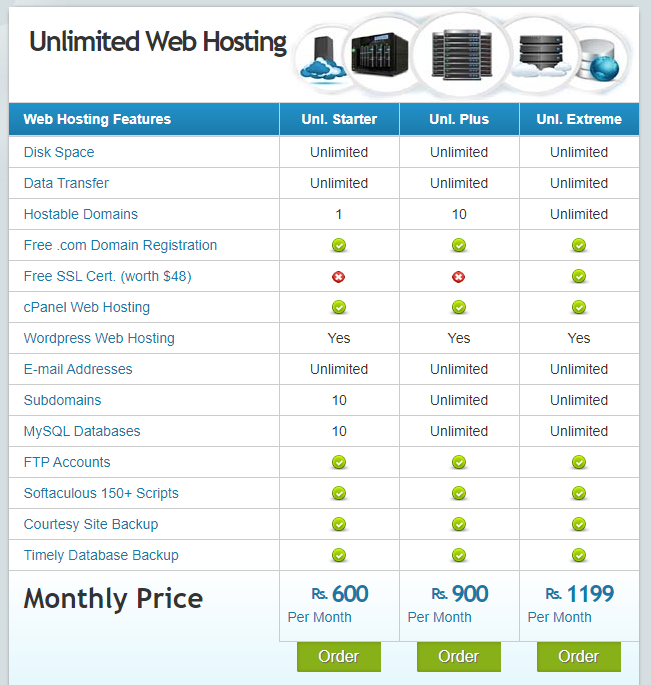 Unlimited Web Hosting
Web Hosting Features Unl. Starter Unl. Plus Unl. Extreme
Disk Space Unlimited Unlimited Unlimited
Data Transfer Unlimited Unlimited Unlimited
Hostable Domains 1 10 Unlimited
Free .com Domain Registration
Free SSL Cert. (worth $48)
cPanel Web Hosting
Wordpress Web Hosting Yes Yes Yes
E-mail Addresses Unlimited Unlimited Unlimited
Subdomains 10 Unlimited Unlimited
MySQL Databases 10 Unlimited Unlimited
FTP Accounts
Softaculous 150+ Scripts
Courtesy Site Backup
Timely Database Backup
Monthly Price Rs. 600 Rs. 900 Rs. 1199
Per Month Per Month Per Month
Order Order Order